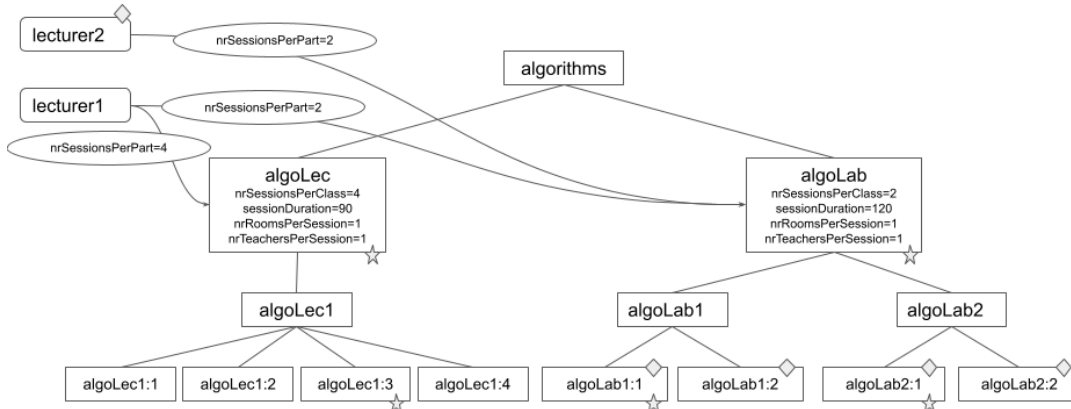 lecturer2
nrSessionsPerPart=2
algorithms
lecturer1
nrSessionsPerPart=2
nrSessionsPerPart=4
algoLec
nrSessionsPerClass=4
sessionDuration=90
nrRoomsPerSession=1
nrTeachersPerSession=1
algoLab
nrSessionsPerClass=2
sessionDuration=120
nrRoomsPerSession=1
nrTeachersPerSession=1
algoLec1
algoLab1
algoLab2
algoLec1:1
algoLec1:2
algoLec1:3
algoLec1:4
algoLab1:1
algoLab1:2
algoLab2:1
algoLab2:2